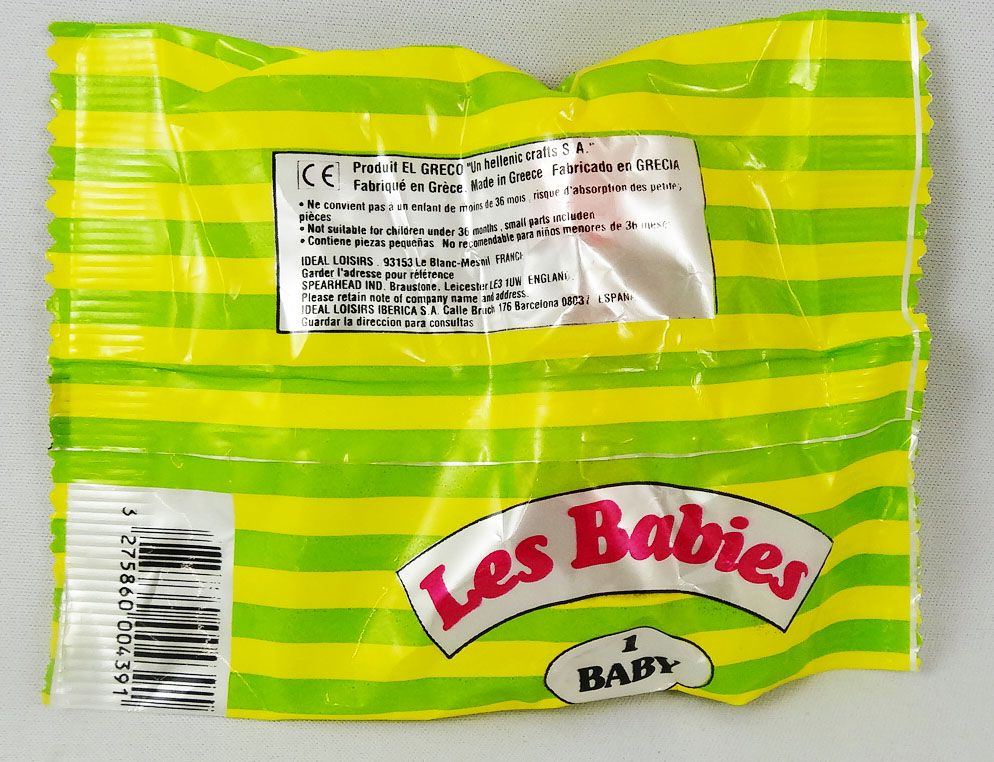 CE Produit EL GRECO "Un hellenic crafts S A."
Fabriqué en Grèce. Made in Greece Fabricado en GRECIA
• Ne convient pas à un enfant de moins de 36 mois, risque d'absorption des petites
pièces
• Not suitable for children under 36 months, small parts includen
• Contiene piezas pequeñas No recomendable para niños menores de 36 meses
IDEAL LOISIRS. 93153 Le Blanc-Mesnil FRANCE
Garder l'adresse pour référence
SPEARHEAD IND. Braustone. Leicester LE3 1UW ENGLAND.
Please retain note of company name and address.
IDEAL LOISIRS IBERICA S.A. Calle Bruch 176 Barcelona 08037 ESPANA
Guardar la direccion para consultas
Les Babies
1
BABY
3 275860 004391